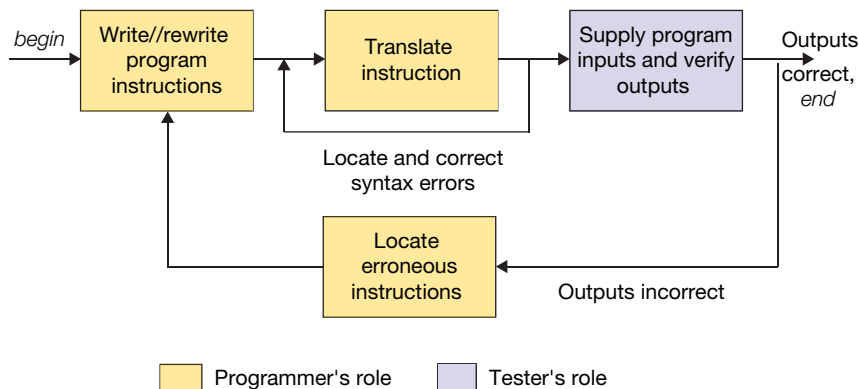 begin
Write//rewrite
program
instructions
Translate
instruction
Supply program
inputs and verify
outputs
Outputs
correct,
end
Locate and correct
syntax errors
Locate
erroneous
instructions
Outputs incorrect
Programmer's role
Tester's role